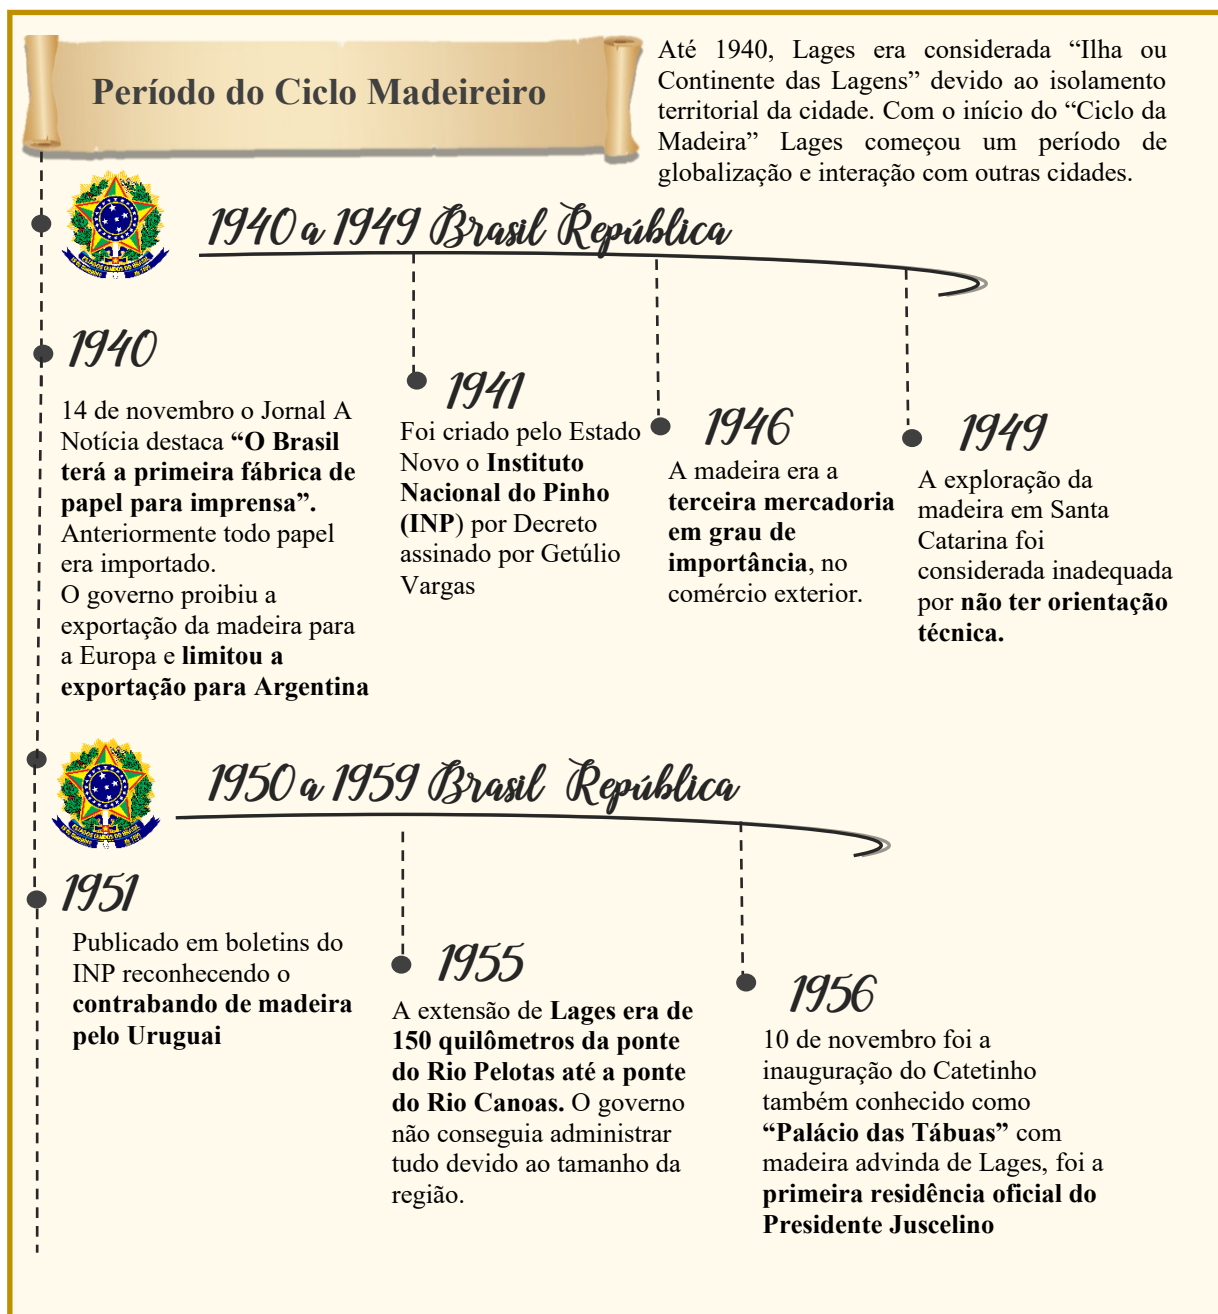 Período do Ciclo Madeireiro
Até 1940, Lages era considerada “Ilha ou
Continente das Lagens” devido ao isolamento
territorial da cidade. Com o início do “Ciclo da
Madeira” Lages começou um período de
globalização e interação com outras cidades.
1940 a 1949 Brasil República
1940
14 de novembro o Jornal A
Notícia destaca “O Brasil
terá a primeira fábrica de
papel para imprensa”.
Anteriormente todo papel
era importado.
O governo proibiu a
exportação da madeira para
a Europa e limitou a
exportação para Argentina
1941
Foi criado pelo Estado
Novo o Instituto
Nacional do Pinho
(INP) por Decreto
assinado por Getúlio
Vargas
1946
A madeira era a
terceira mercadoria
em grau de
importância, no
comércio exterior.
1949
A exploração da
madeira em Santa
Catarina foi
considerada inadequada
por não ter orientação
técnica.
1950 a 1959 Brasil República
1951
Publicado em boletins do
INP reconhecendo o
contrabando de madeira
pelo Uruguai
1955
A extensão de Lages era de
150 quilômetros da ponte
do Rio Pelotas até a ponte
do Rio Canoas. O governo
não conseguia administrar
tudo devido ao tamanho da
região.
1956
10 de novembro foi a
inauguração do Catetinho
também conhecido como
“Palácio das Tábuas” com
madeira advinda de Lages, foi a
primeira residência oficial do
Presidente Juscelino